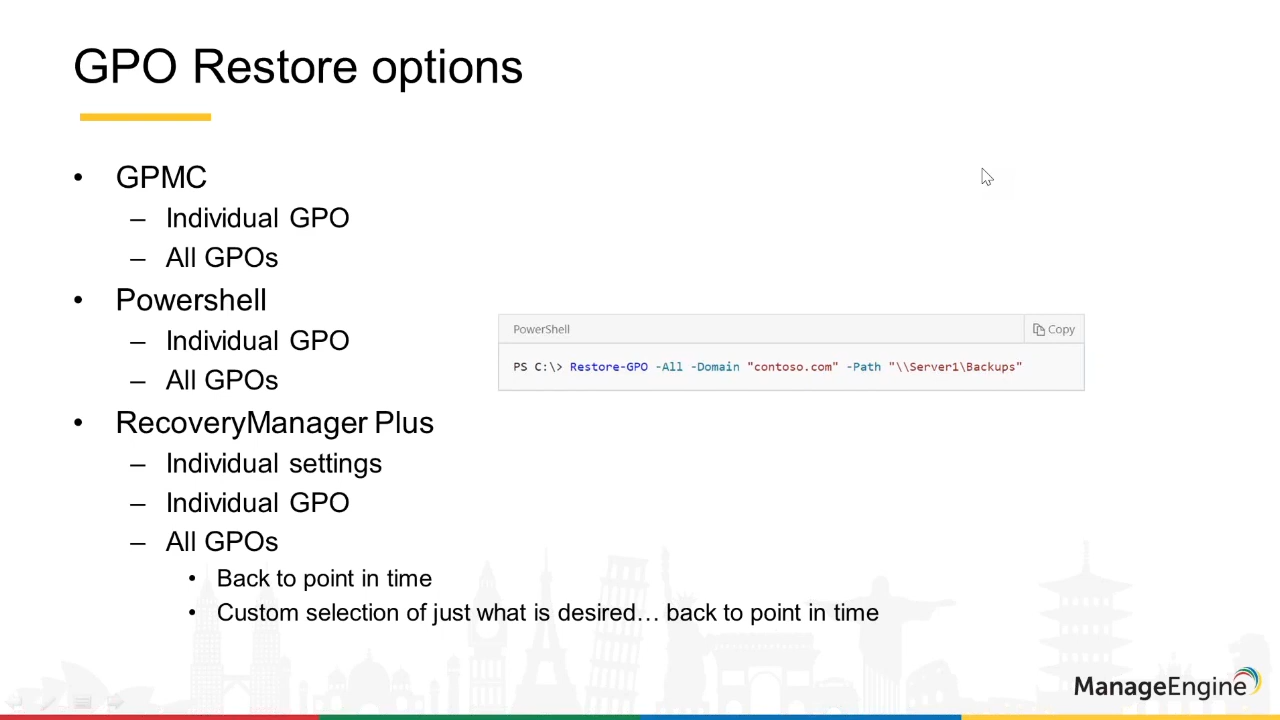 GPO Restore options
• GPMC
– Individual GPO
– All GPOs
• Powershell
– Individual GPO
– All GPOs
PowerShell
Copy
PS C:\> Restore-GPO -All -Domain "contoso.com" -Path "\\Server1\Backups"
• RecoveryManager Plus
– Individual settings
– Individual GPO
– All GPOs
• Back to point in time
• Custom selection of just what is desired… back to point in time
ManageEngine